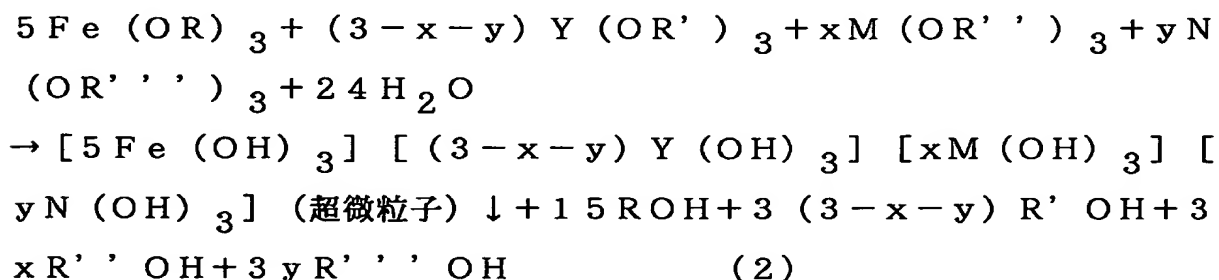 5Fe(OR)3+(3-x-y)Y(OR')3+xM(OR'')3+yN
(OR''')3+24H2O
→[5Fe(OH)3][(3-x-y)Y(OH)3][xM(OH)3][
yN(OH)3](超微粒子)↓+15ROH+3(3-x-y)R'OH+3
xR''OH+3yR'''OH (2)